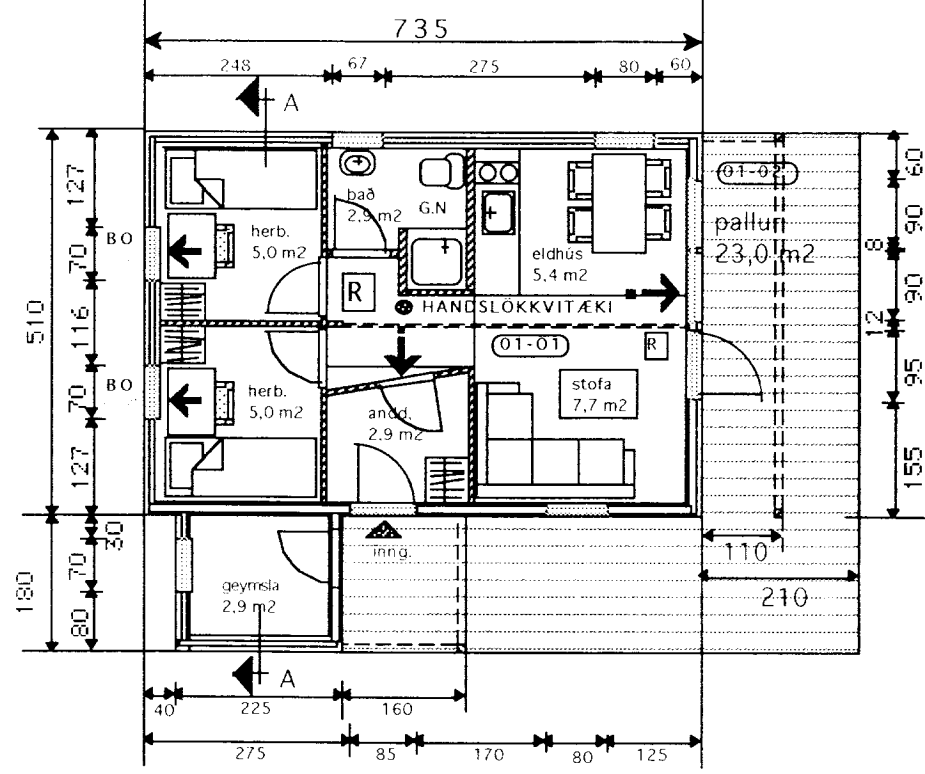 735
248 67 275 80 60
A
01-02
127 70 116 70 127
510
BO
BO
herb.
5,0 m2
bað
2,9 m2
G.N
eldhús
5,4 m2
pallur
23,0 m2
60 90 8 90 12 95 155
R
HANDSLÖKKVITÆKI
01-01
R
herb.
5,0 m2
andd.
2,9 m2
stofa
7,7 m2
inng.
30 70 80
180
geymsla
2,9 m2
110
210
A
40 225 160
275 85 170 80 125